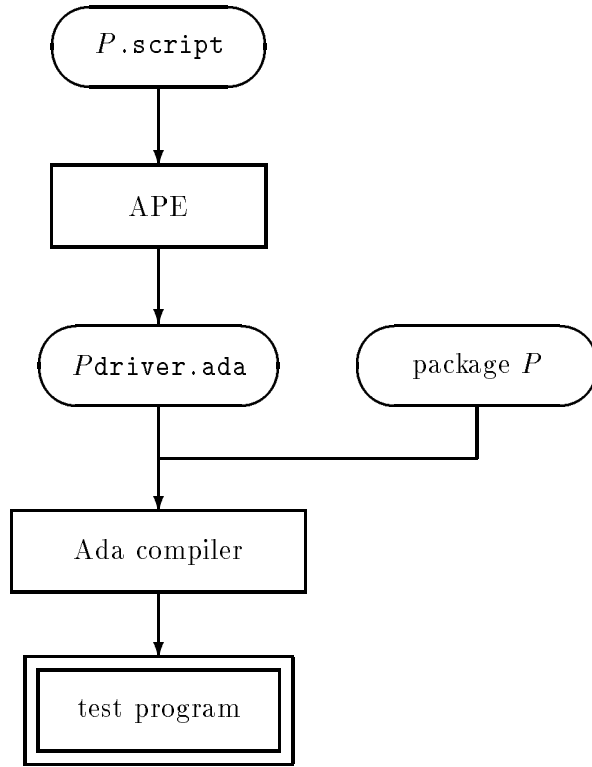 P.script
APE
Pdriver.ada
package P
Ada compiler
test program